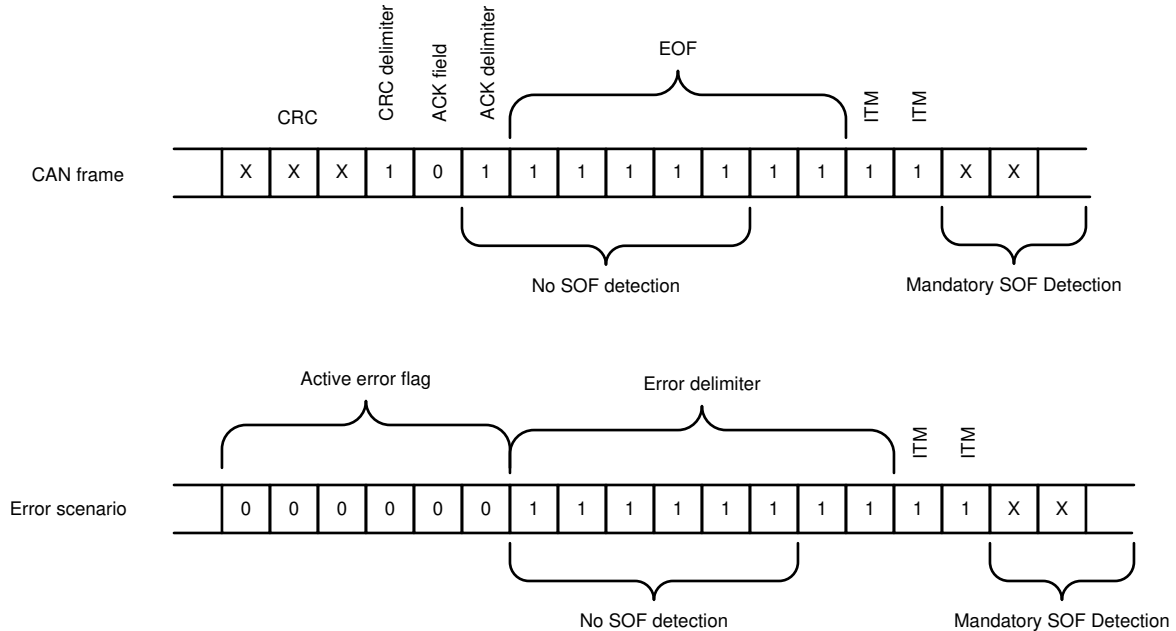 CRC
CRC delimiter
ACK field
ACK delimiter
EOF
ITM
ITM
CAN frame
X X X 1 0 1 1 1 1 1 1 1 1 1 1 X X
No SOF detection
Mandatory SOF Detection
Active error flag
Error delimiter
ITM
ITM
Error scenario
0 0 0 0 0 0 1 1 1 1 1 1 1 1 1 1 X X
No SOF detection
Mandatory SOF Detection